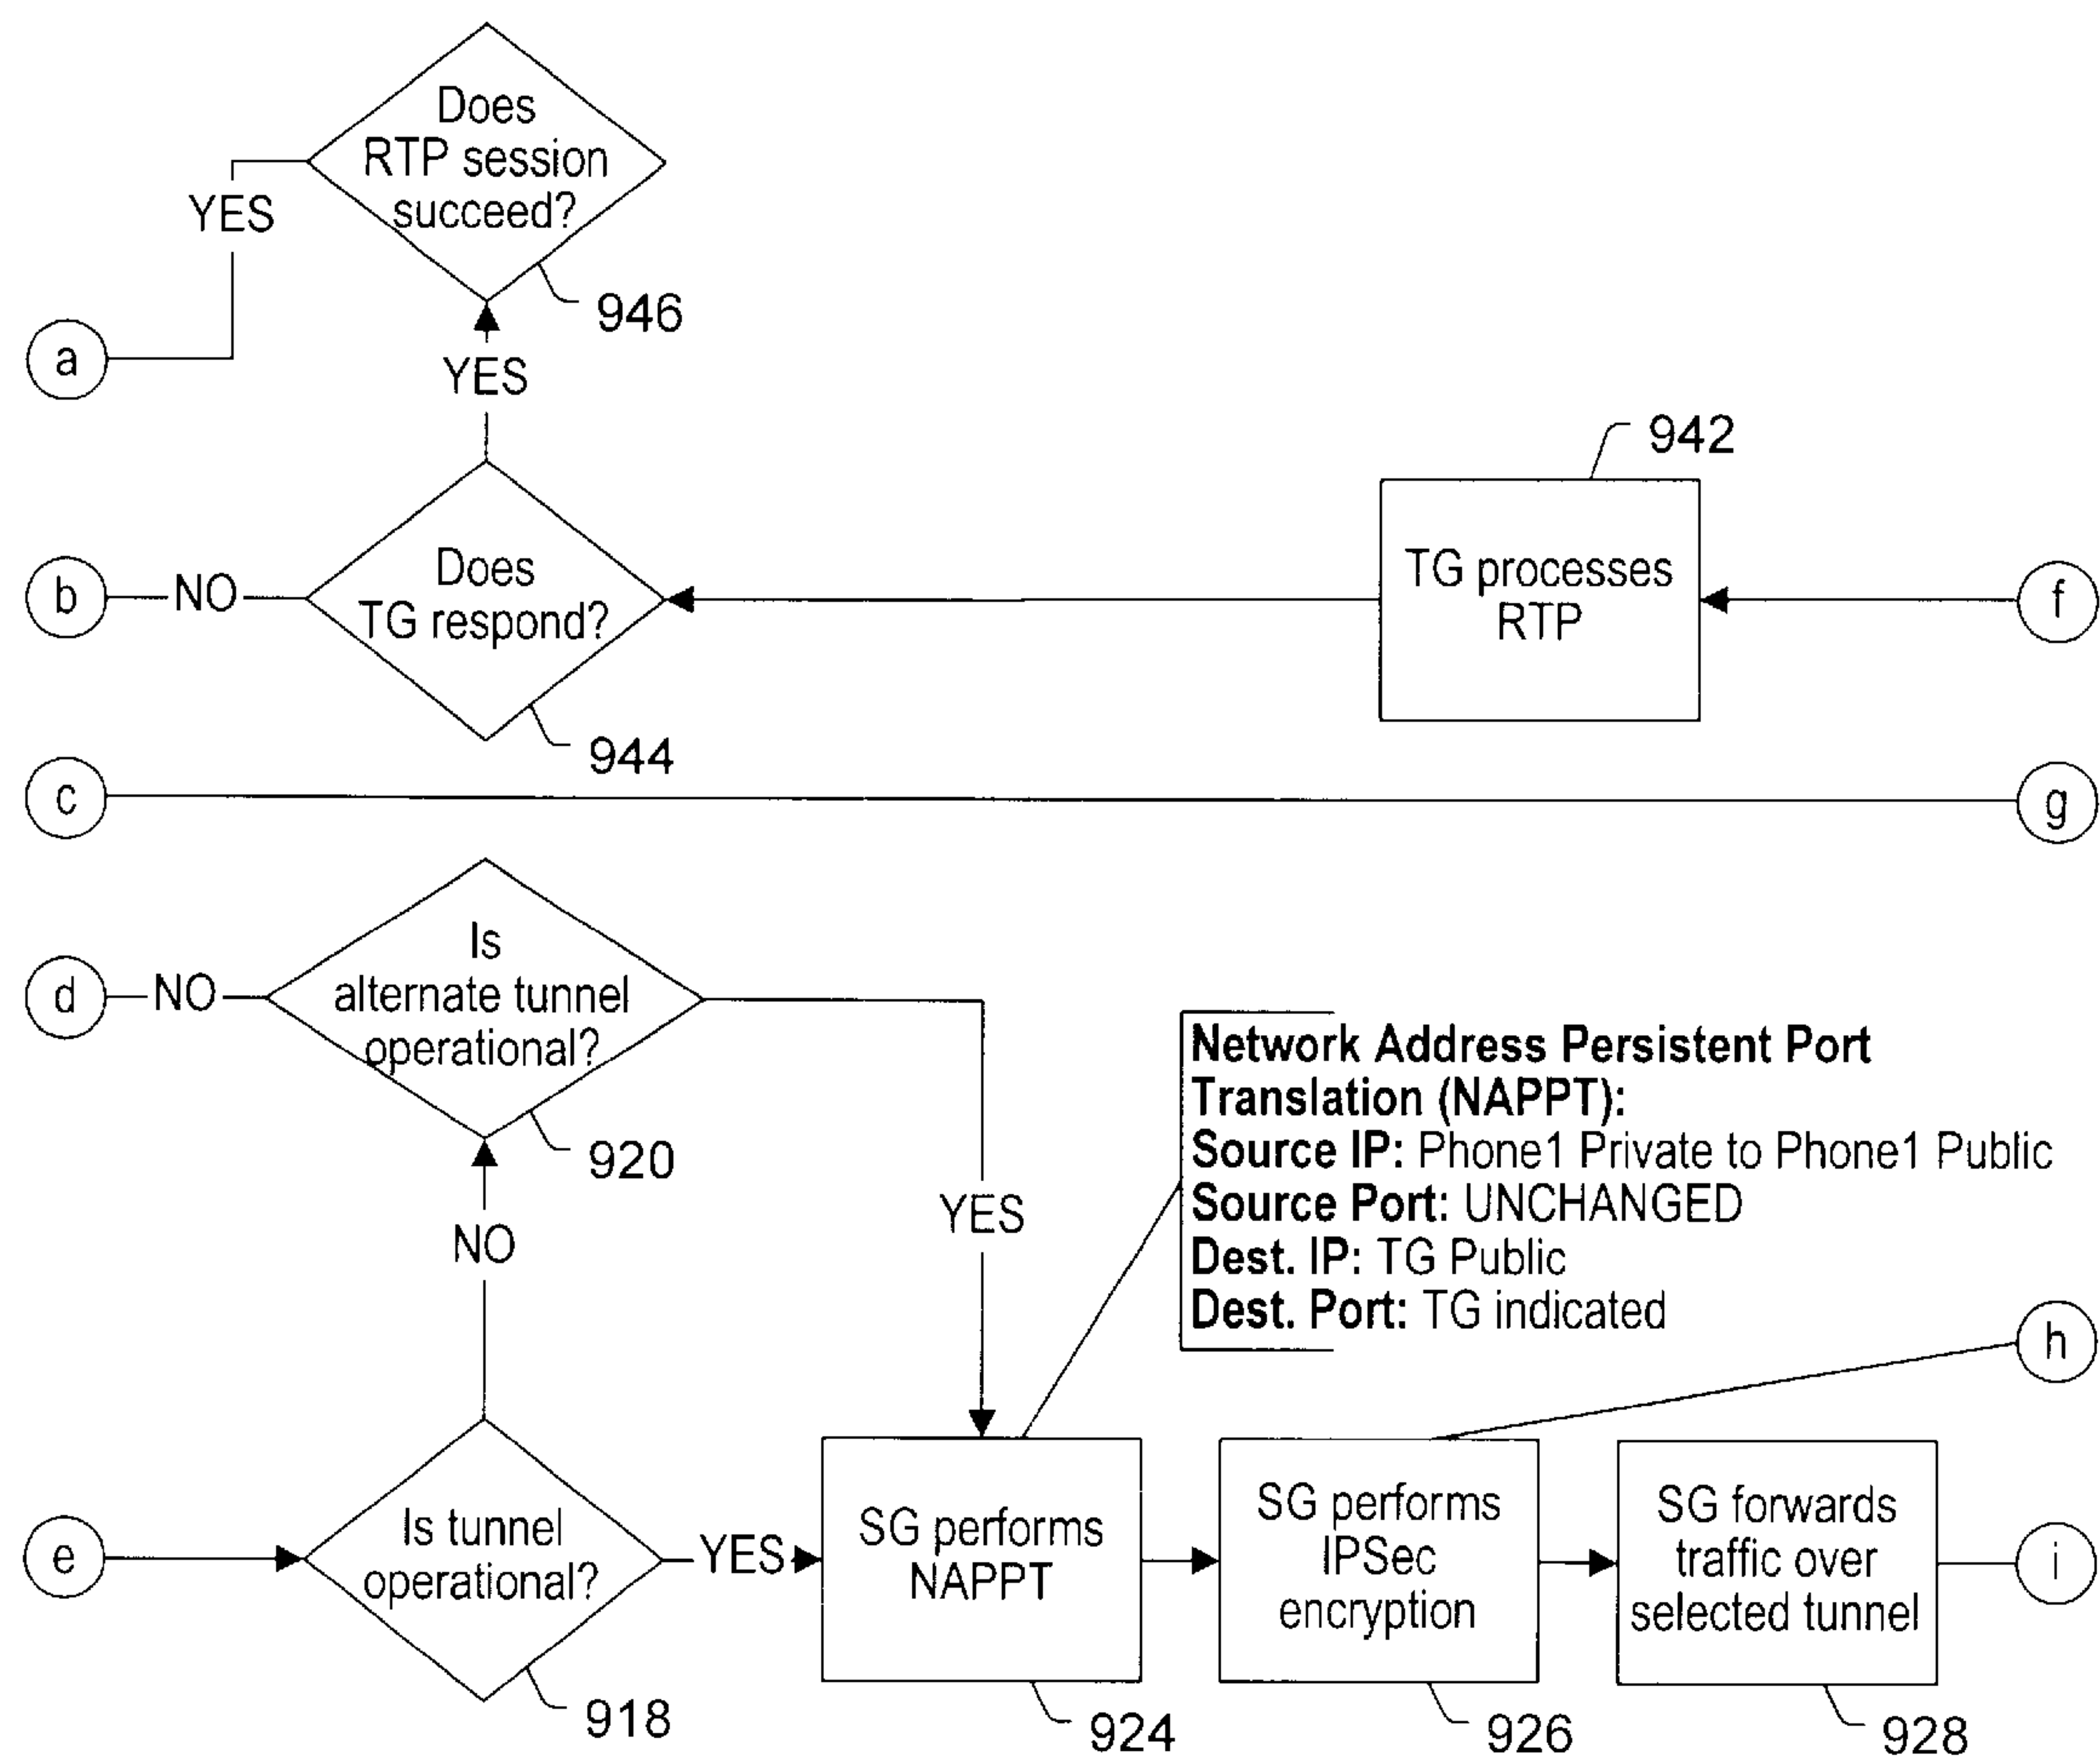 Does
RTP session
succeed?
YES
946
a
YES
942
b
NO
Does
TG respond?
TG processes
RTP
f
944
c
g
Is
alternate tunnel
operational?
d
NO
920
Network Address Persistent Port
Translation (NAPPT):
Source IP: Phone1 Private to Phone1 Public
Source Port: UNCHANGED
Dest. IP: TG Public
Dest. Port: TG indicated
YES
NO
h
e
Is tunnel
operational?
YES
SG performs
NAPPT
SG performs
IPSec
encryption
SG forwards
traffic over
selected tunnel
i
918
924
926
928